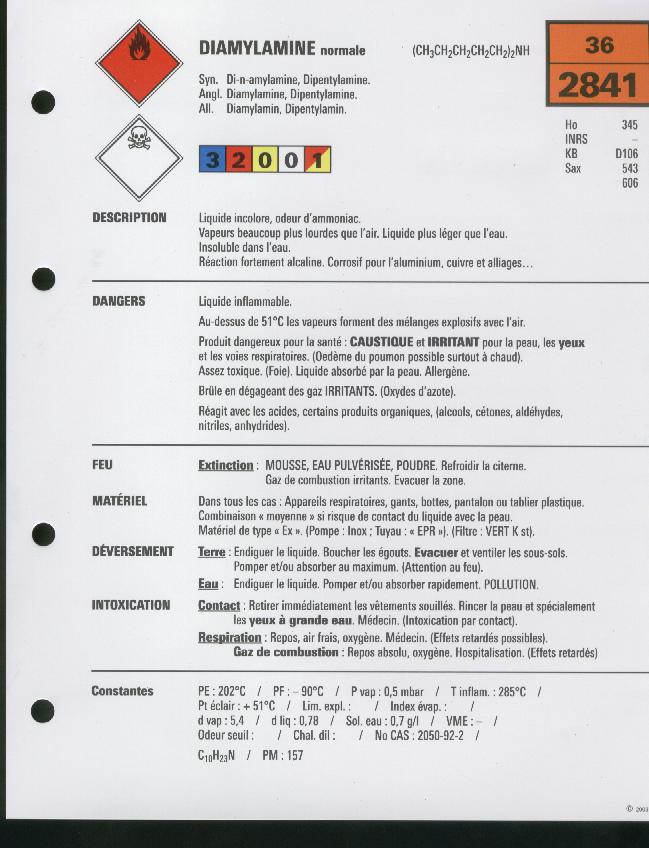 DIAMYLAMINE normale (CH3CH2CH2CH2CH2)2NH
36
2841
Syn. Di-n-amylamine, Dipentylamine.
Angl. Diamylamine, Dipentylamine.
All. Diamylamin, Dipentylamin.
Ho 345
INRS –
KB D106
Sax 543
606
3 2 0 0 1
DESCRIPTION Liquide incolore, odeur d'ammoniac.
Vapeurs beaucoup plus lourdes que l'air. Liquide plus léger que l'eau.
Insoluble dans l'eau.
Réaction fortement alcaline. Corrosif pour l'aluminium, cuivre et alliages…
DANGERS Liquide inflammable.
Au-dessus de 51°C les vapeurs forment des mélanges explosifs avec l'air.
Produit dangereux pour la santé : CAUSTIQUE et IRRITANT pour la peau, les yeux
et les voies respiratoires. (Oedème du poumon possible surtout à chaud).
Assez toxique. (Foie). Liquide absorbé par la peau. Allergène.
Brûle en dégageant des gaz IRRITANTS. (Oxydes d'azote).
Réagit avec les acides, certains produits organiques, (alcools, cétones, aldéhydes,
nitriles, anhydrides).
FEU Extinction : MOUSSE, EAU PULVÉRISÉE, POUDRE. Refroidir la citerne.
Gaz de combustion irritants. Evacuer la zone.
MATÉRIEL Dans tous les cas : Appareils respiratoires, gants, bottes, pantalon ou tablier plastique.
Combinaison « moyenne » si risque de contact du liquide avec la peau.
Matériel de type « Ex ». (Pompe : Inox ; Tuyau : « EPR »). (Filtre : VERT K st).
DÉVERSEMENT Terre : Endiguer le liquide. Boucher les égouts. Evacuer et ventiler les sous-sols.
Pomper et/ou absorber au maximum. (Attention au feu).
Eau : Endiguer le liquide. Pomper et/ou absorber rapidement. POLLUTION.
INTOXICATION Contact : Retirer immédiatement les vêtements souillés. Rincer la peau et spécialement
les yeux à grande eau. Médecin. (Intoxication par contact).
Respiration : Repos, air frais, oxygène. Médecin. (Effets retardés possibles).
Gaz de combustion : Repos absolu, oxygène. Hospitalisation. (Effets retardés)
Constantes PE : 202°C / PF : – 90°C / P vap : 0,5 mbar / T inflam. : 285°C /
Pt éclair : + 51°C / Lim. expl. : / Index évap. : /
d vap : 5,4 / d liq : 0,78 / Sol. eau : 0,7 g/l / VME : – /
Odeur seuil : / Chal. dil : / No CAS : 2050-92-2 /
C10H23N / PM : 157
© 2003